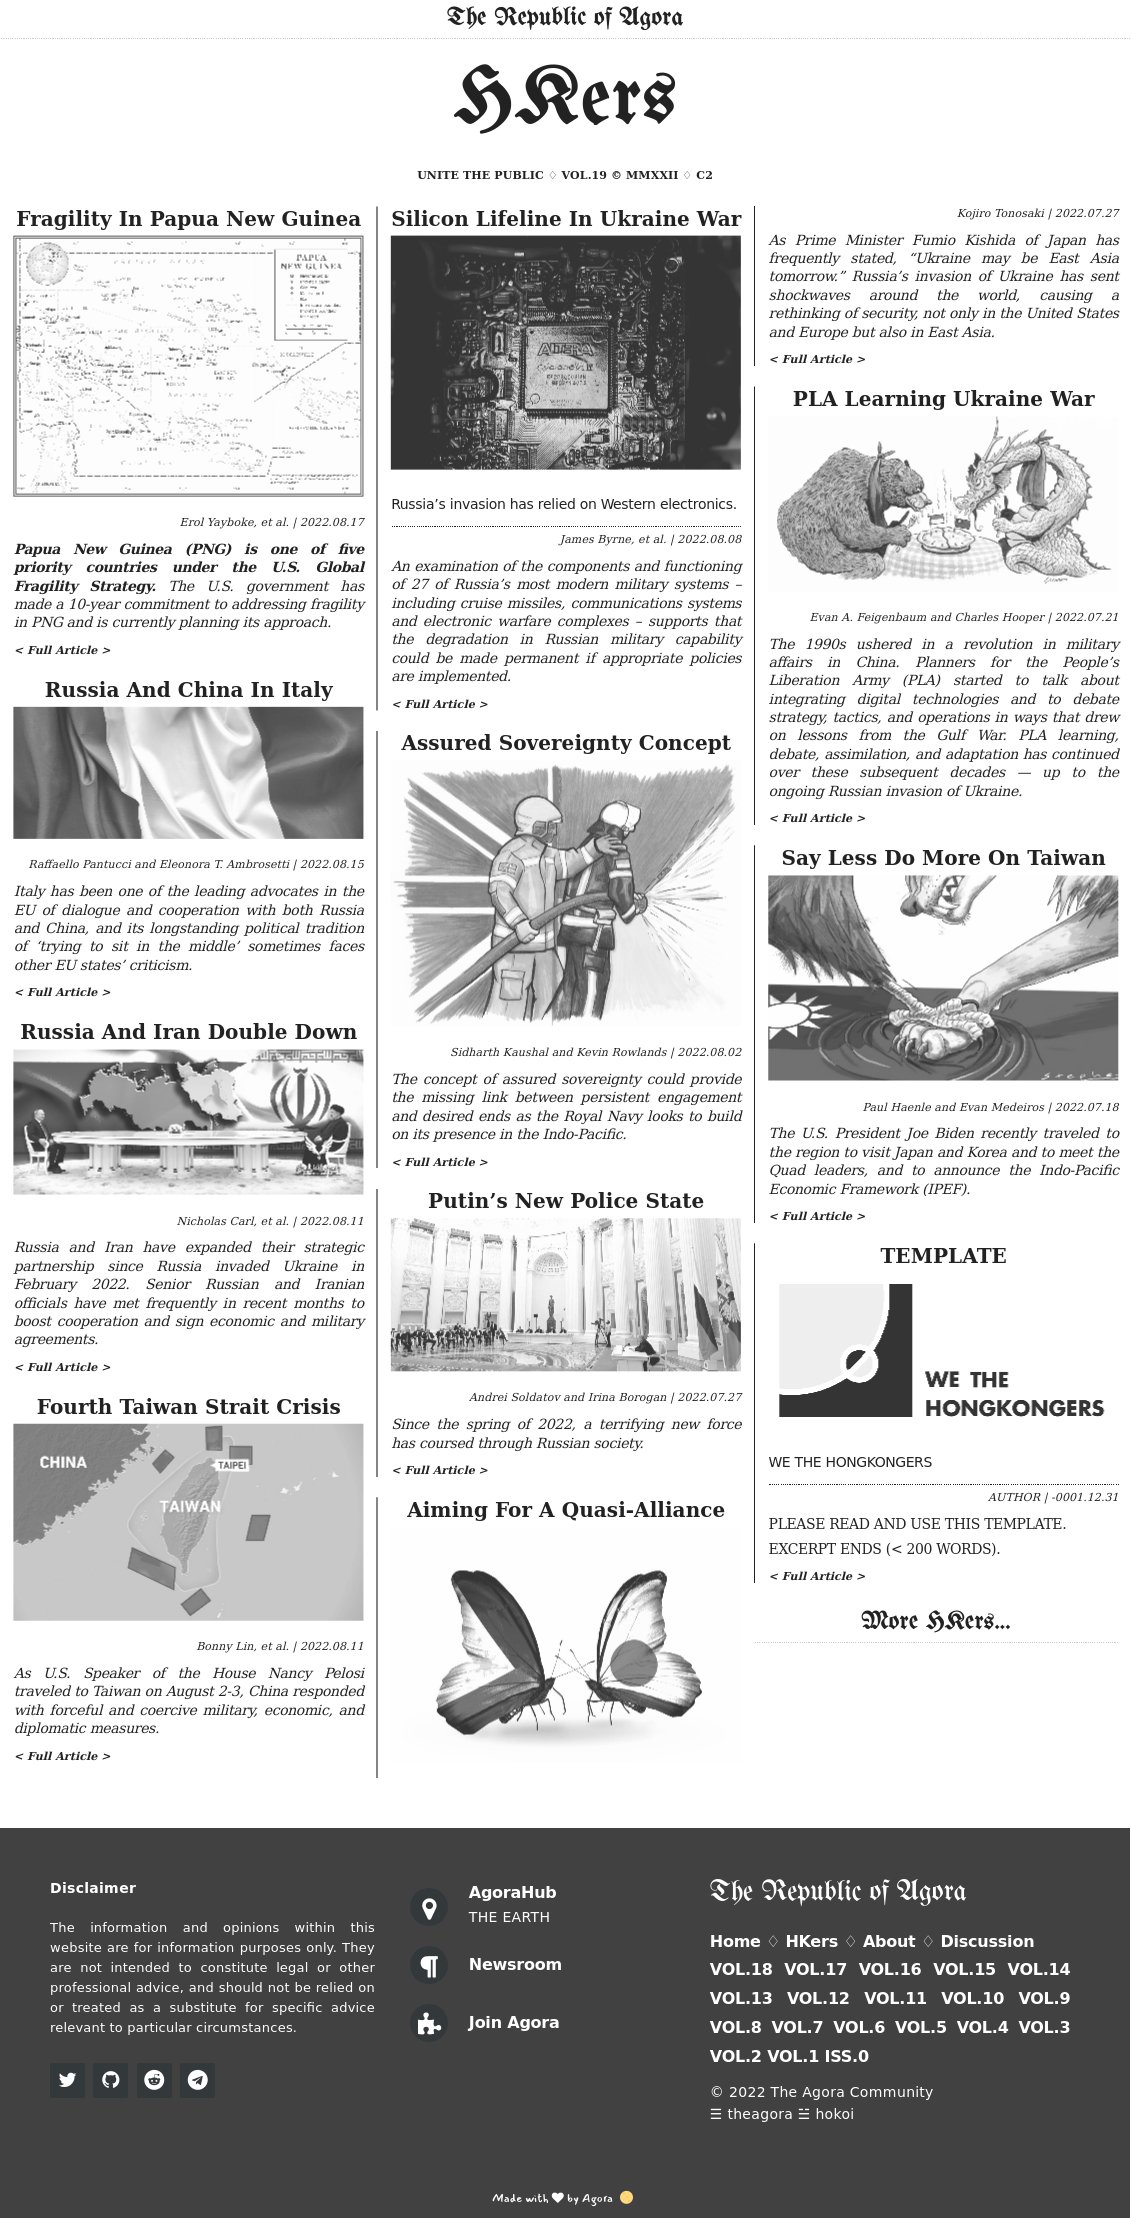 The Republic of Agora
HKers
UNITE THE PUBLIC ♢ VOL.19 © MMXXII ♢ C2
Fragility In Papua New Guinea
PAPUA
NEW GUINEA
Erol Yayboke, et al. | 2022.08.17
Papua New Guinea (PNG) is one of five
priority countries under the U.S. Global
Fragility Strategy. The U.S. government has
made a 10-year commitment to addressing fragility
in PNG and is currently planning its approach.
< Full Article >
Russia And China In Italy
Raffaello Pantucci and Eleonora T. Ambrosetti | 2022.08.15
Italy has been one of the leading advocates in the
EU of dialogue and cooperation with both Russia
and China, and its longstanding political tradition
of ‘trying to sit in the middle’ sometimes faces
other EU states’ criticism.
< Full Article >
Russia And Iran Double Down
Nicholas Carl, et al. | 2022.08.11
Russia and Iran have expanded their strategic
partnership since Russia invaded Ukraine in
February 2022. Senior Russian and Iranian
officials have met frequently in recent months to
boost cooperation and sign economic and military
agreements.
< Full Article >
Fourth Taiwan Strait Crisis
CHINA
TAIPEI
TAIWAN
Bonny Lin, et al. | 2022.08.11
As U.S. Speaker of the House Nancy Pelosi
traveled to Taiwan on August 2-3, China responded
with forceful and coercive military, economic, and
diplomatic measures.
< Full Article >
Silicon Lifeline In Ukraine War
ALTERA
Russia’s invasion has relied on Western electronics.
James Byrne, et al. | 2022.08.08
An examination of the components and functioning
of 27 of Russia’s most modern military systems –
including cruise missiles, communications systems
and electronic warfare complexes – supports that
the degradation in Russian military capability
could be made permanent if appropriate policies
are implemented.
< Full Article >
Assured Sovereignty Concept
Sidharth Kaushal and Kevin Rowlands | 2022.08.02
The concept of assured sovereignty could provide
the missing link between persistent engagement
and desired ends as the Royal Navy looks to build
on its presence in the Indo-Pacific.
< Full Article >
Putin’s New Police State
Andrei Soldatov and Irina Borogan | 2022.07.27
Since the spring of 2022, a terrifying new force
has coursed through Russian society.
< Full Article >
Aiming For A Quasi-Alliance
Kojiro Tonosaki | 2022.07.27
As Prime Minister Fumio Kishida of Japan has
frequently stated, “Ukraine may be East Asia
tomorrow.” Russia’s invasion of Ukraine has sent
shockwaves around the world, causing a
rethinking of security, not only in the United States
and Europe but also in East Asia.
< Full Article >
PLA Learning Ukraine War
Evan A. Feigenbaum and Charles Hooper | 2022.07.21
The 1990s ushered in a revolution in military
affairs in China. Planners for the People’s
Liberation Army (PLA) started to talk about
integrating digital technologies and to debate
strategy, tactics, and operations in ways that drew
on lessons from the Gulf War. PLA learning,
debate, assimilation, and adaptation has continued
over these subsequent decades — up to the
ongoing Russian invasion of Ukraine.
< Full Article >
Say Less Do More On Taiwan
Paul Haenle and Evan Medeiros | 2022.07.18
The U.S. President Joe Biden recently traveled to
the region to visit Japan and Korea and to meet the
Quad leaders, and to announce the Indo-Pacific
Economic Framework (IPEF).
< Full Article >
TEMPLATE
WE THE
HONGKONGERS
WE THE HONGKONGERS
AUTHOR | -0001.12.31
PLEASE READ AND USE THIS TEMPLATE.
EXCERPT ENDS (< 200 WORDS).
< Full Article >
More HKers...
Disclaimer
The information and opinions within this
website are for information purposes only. They
are not intended to constitute legal or other
professional advice, and should not be relied on
or treated as a substitute for specific advice
relevant to particular circumstances.
AgoraHub
THE EARTH
Newsroom
Join Agora
The Republic of Agora
Home ♢ HKers ♢ About ♢ Discussion
VOL.18 VOL.17 VOL.16 VOL.15 VOL.14
VOL.13 VOL.12 VOL.11 VOL.10 VOL.9
VOL.8 VOL.7 VOL.6 VOL.5 VOL.4 VOL.3
VOL.2 VOL.1 ISS.0
© 2022 The Agora Community
☰ theagora ☱ hokoi
Made with ♥ by Agora